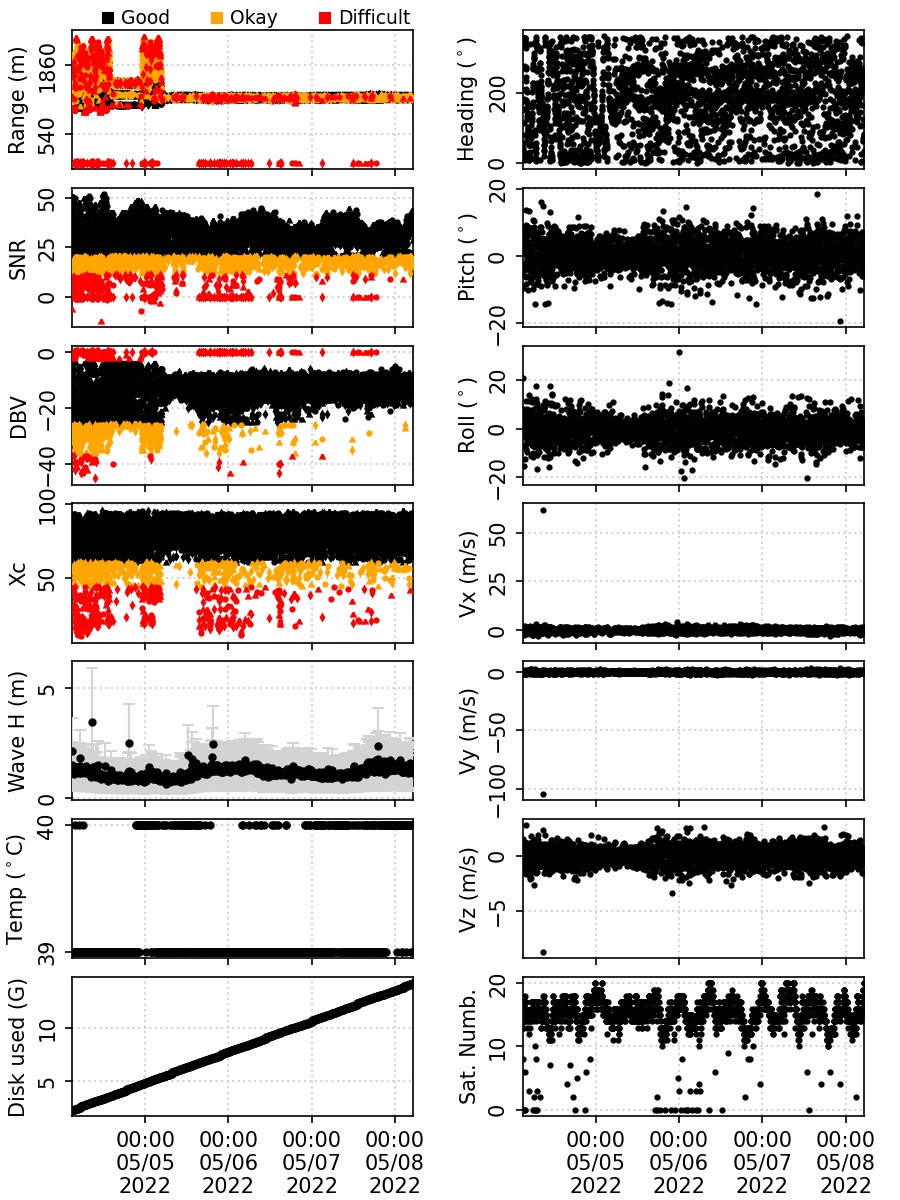 Good Okay Difficult
Range (m)
1860
540
SNR
50
25
0
DBV
0
−20
−40
Xc
100
50
Wave H (m)
5
0
Temp (°C)
40
39
Disk used (G)
10
5
00:00 00:00 00:00 00:00
05/05 05/06 05/07 05/08
2022 2022 2022 2022
Heading (°)
200
0
Pitch (°)
20
0
−20
Roll (°)
20
0
−20
Vx (m/s)
50
25
0
Vy (m/s)
0
−50
−100
Vz (m/s)
0
−5
Sat. Numb.
20
10
0
00:00 00:00 00:00 00:00
05/05 05/06 05/07 05/08
2022 2022 2022 2022